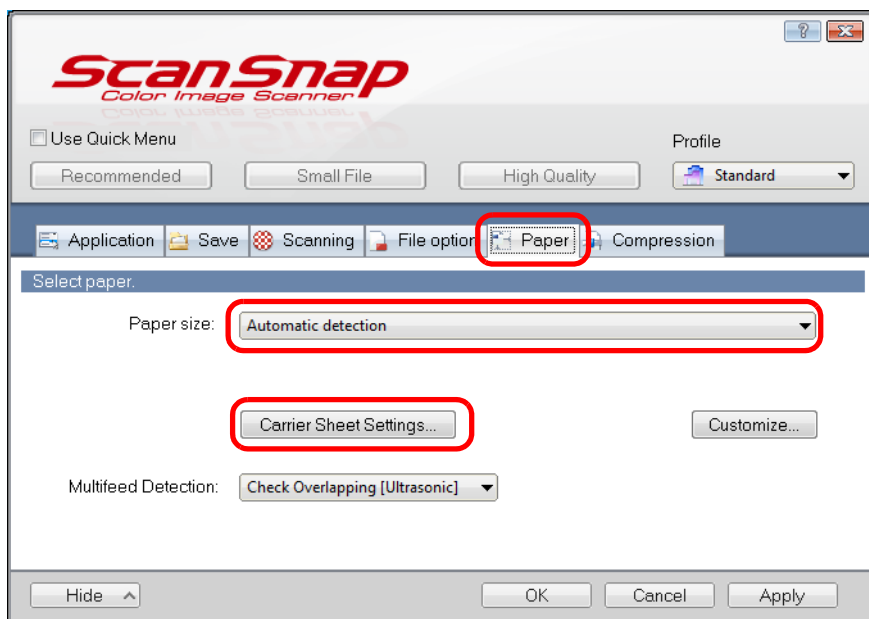 ScanSnap
Color Image Scanner
Use Quick Menu
Profile
Recommended Small File High Quality Standard
Application Save Scanning File option Paper Compression
Select paper.
Paper size: Automatic detection
Carrier Sheet Settings... Customize...
Multifeed Detection: Check Overlapping [Ultrasonic]
Hide OK Cancel Apply